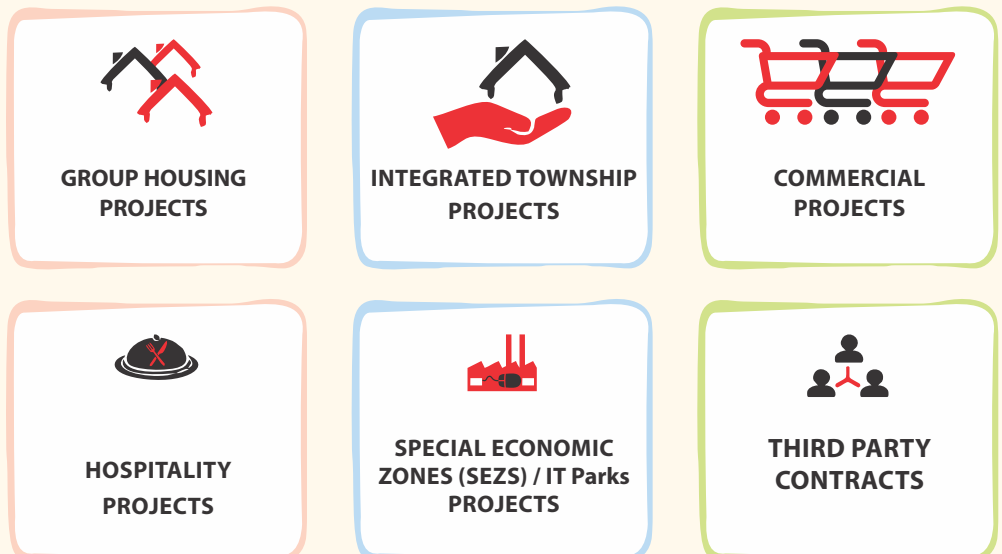 GROUP HOUSING
PROJECTS
INTEGRATED TOWNSHIP
PROJECTS
COMMERCIAL
PROJECTS
HOSPITALITY
PROJECTS
SPECIAL ECONOMIC
ZONES (SEZS) / IT Parks
PROJECTS
THIRD PARTY
CONTRACTS